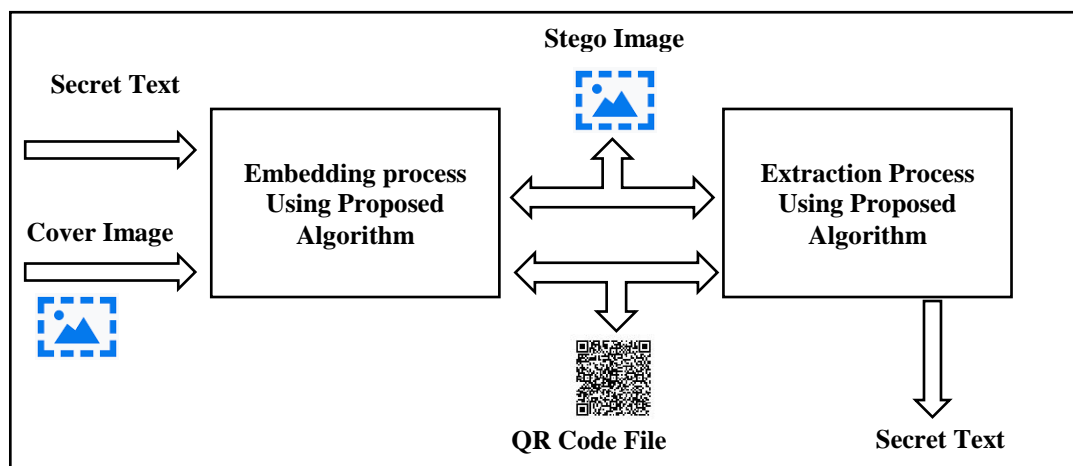 Stego Image
Secret Text
Embedding process
Using Proposed
Algorithm
Extraction Process
Using Proposed
Algorithm
Cover Image
QR Code File
Secret Text